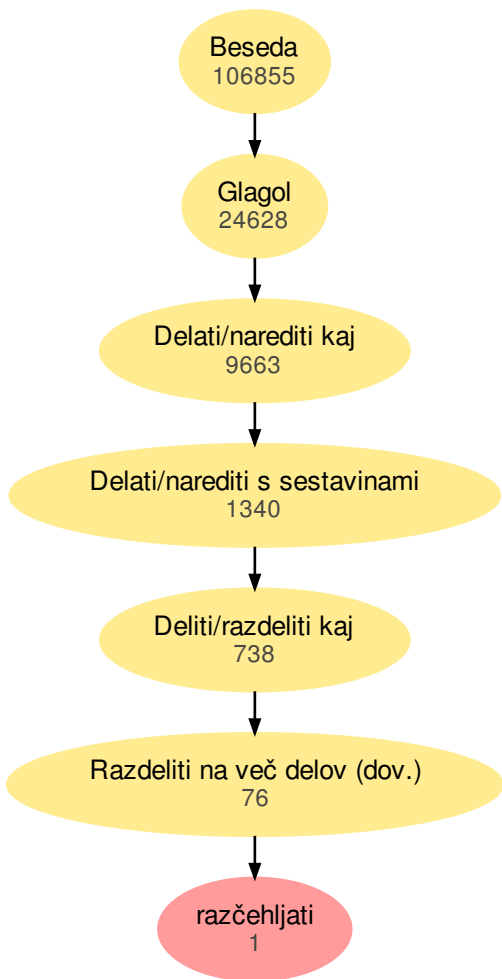 Beseda
106855
Glagol
24628
Delati/narediti kaj
9663
Delati/narediti s sestavinami
1340
Deliti/razdeliti kaj
738
Razdeliti na več delov (dov.)
76
razčehljati
1